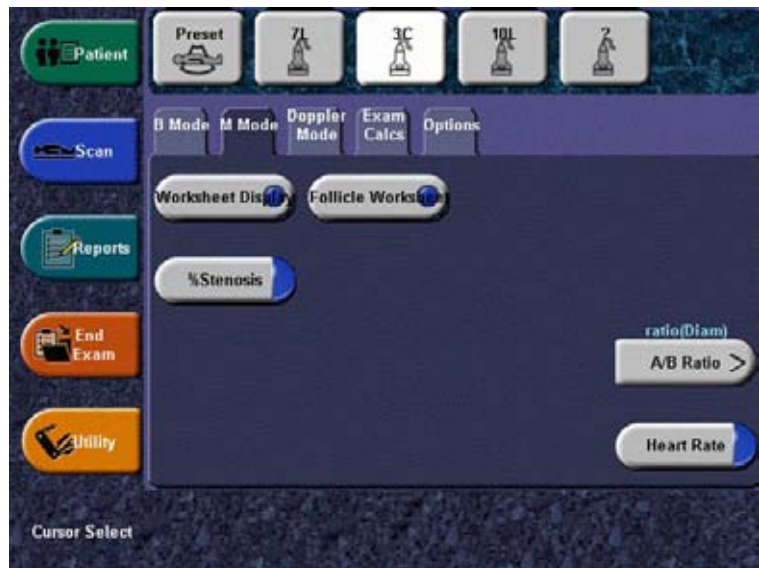 Patient
Preset
7L
3C
10L
2
Scan
B Mode
M Mode
Doppler
Mode
Exam
Calcs
Options
Worksheet Display
Follicle Worksheet
Reports
%Stenosis
End
Exam
ratio(Diam)
A/B Ratio >
Utility
Heart Rate
Cursor Select